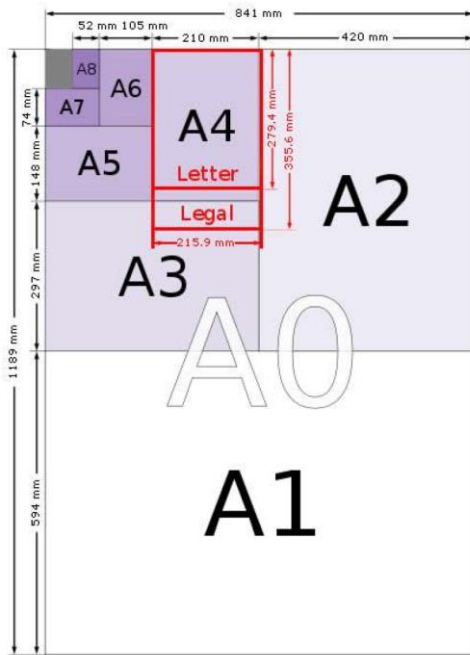 841 mm
52 mm 105 mm
210 mm
420 mm
A8
A6
A7
A4
A5
Letter
Legal
215.9 mm
279.4 mm
355.6 mm
A2
A3
A0
A1
74 mm
148 mm
297 mm
594 mm
1189 mm